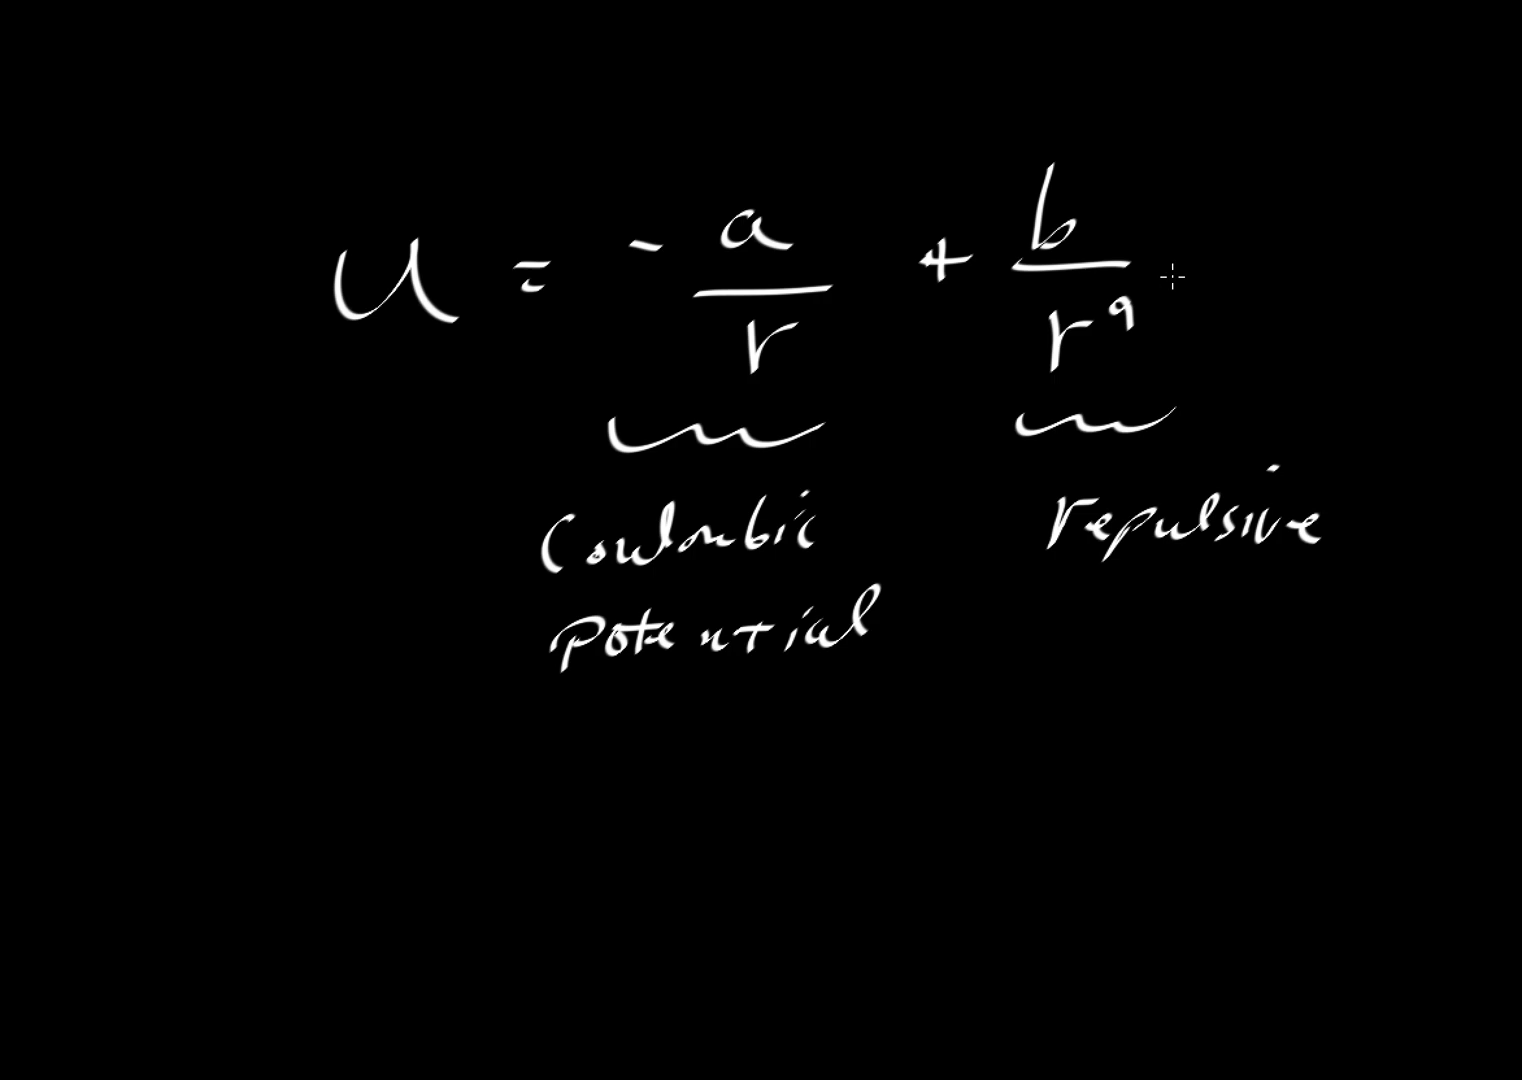 U = - a/r + b/r⁹
Coulombic repulsive
potential